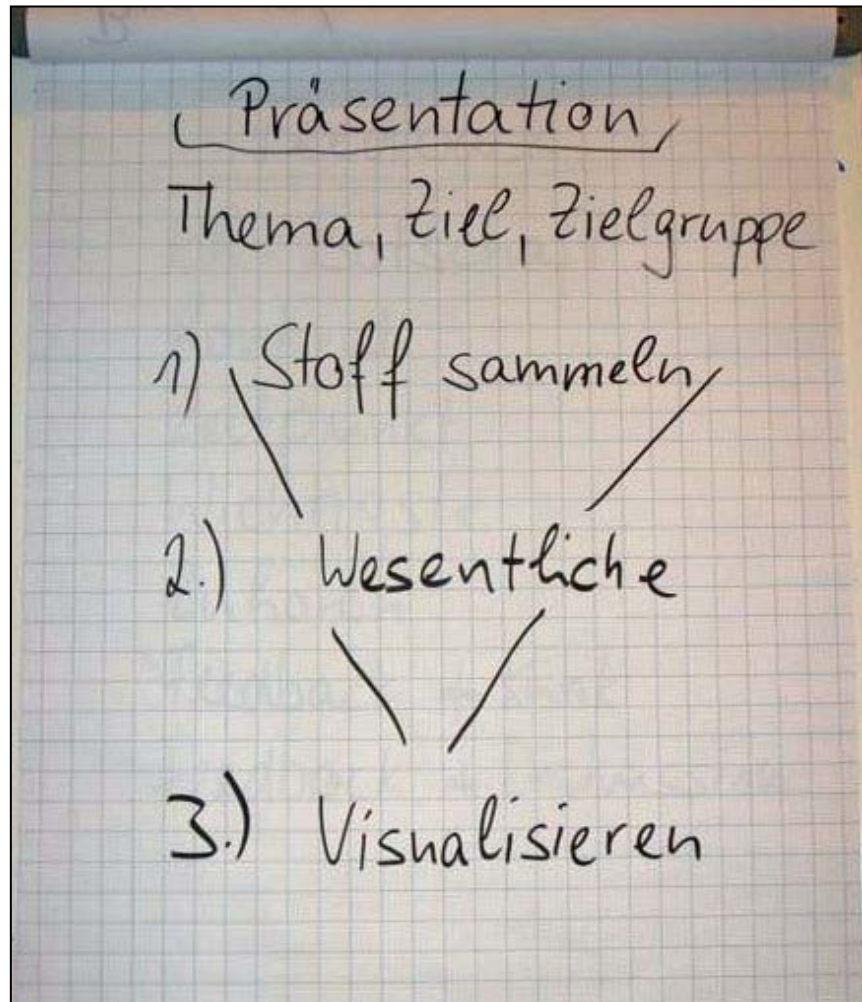 Präsentation
Thema, Ziel, Zielgruppe
1) Stoff sammeln
2.) Wesentliche
3.) Visualisieren